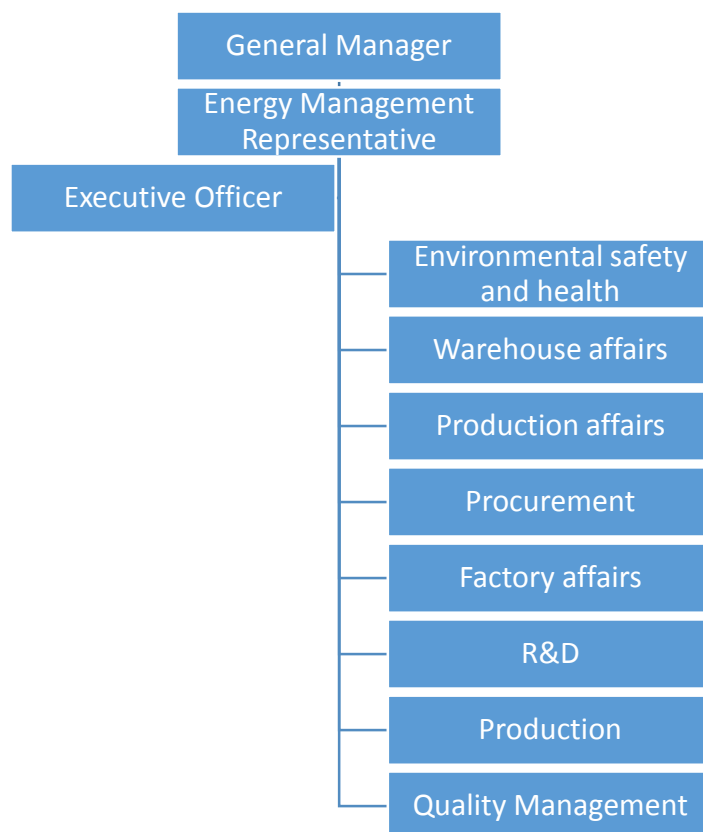 General Manager
Energy Management
Representative
Executive Officer
Environmental safety
and health
Warehouse affairs
Production affairs
Procurement
Factory affairs
R&D
Production
Quality Management